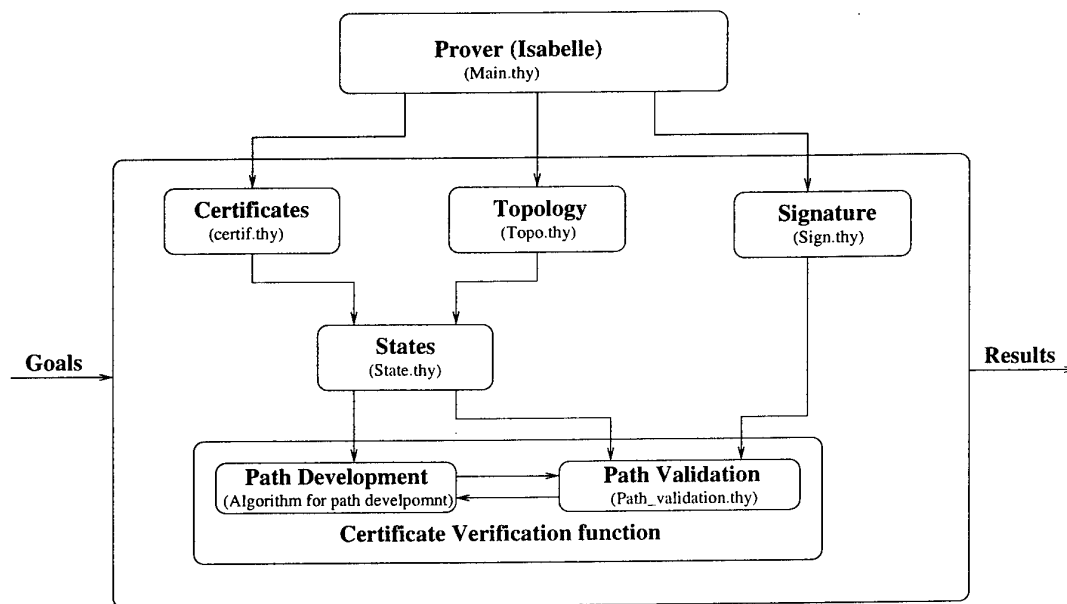 Prover (Isabelle)
(Main.thy)
Certificates
(certif.thy)
Topology
(Topo.thy)
Signature
(Sign.thy)
States
(State.thy)
Goals
Results
Path Development
(Algorithm for path develpomnt)
Path Validation
(Path_validation.thy)
Certificate Verification function